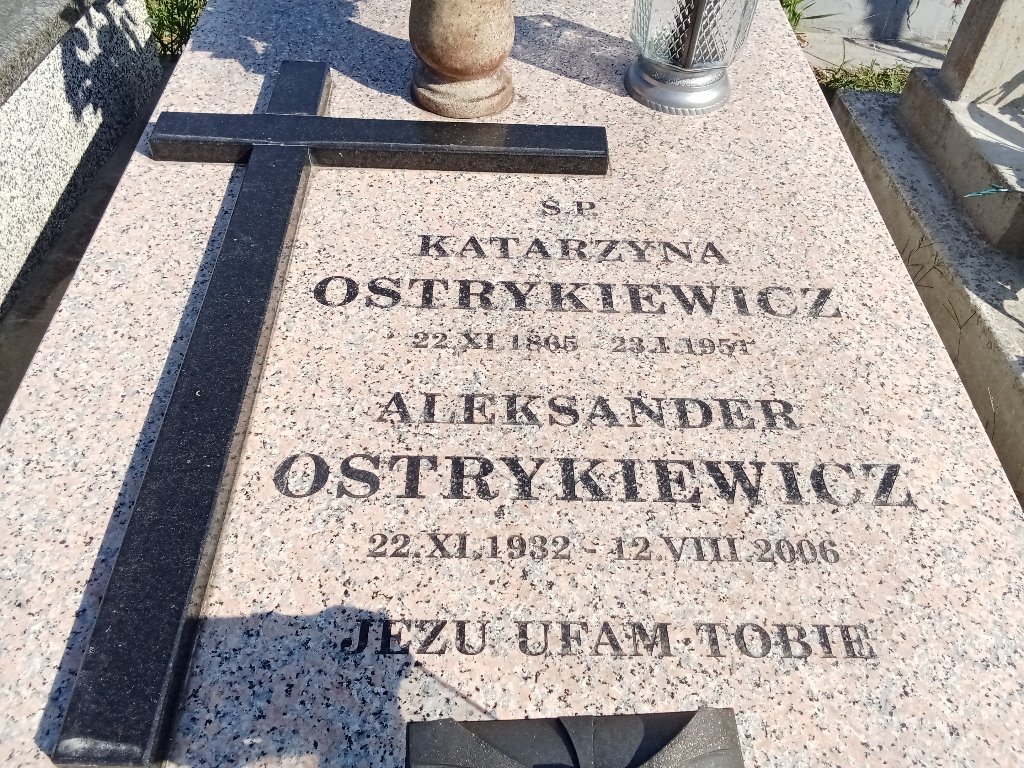 Ś.P.
KATARZYNA
OSTRYKIEWICZ
22.XI.1865 - 23.I.1951
ALEKSANDER
OSTRYKIEWICZ
22.XI.1932 - 12.VIII.2006
JEZU UFAM TOBIE